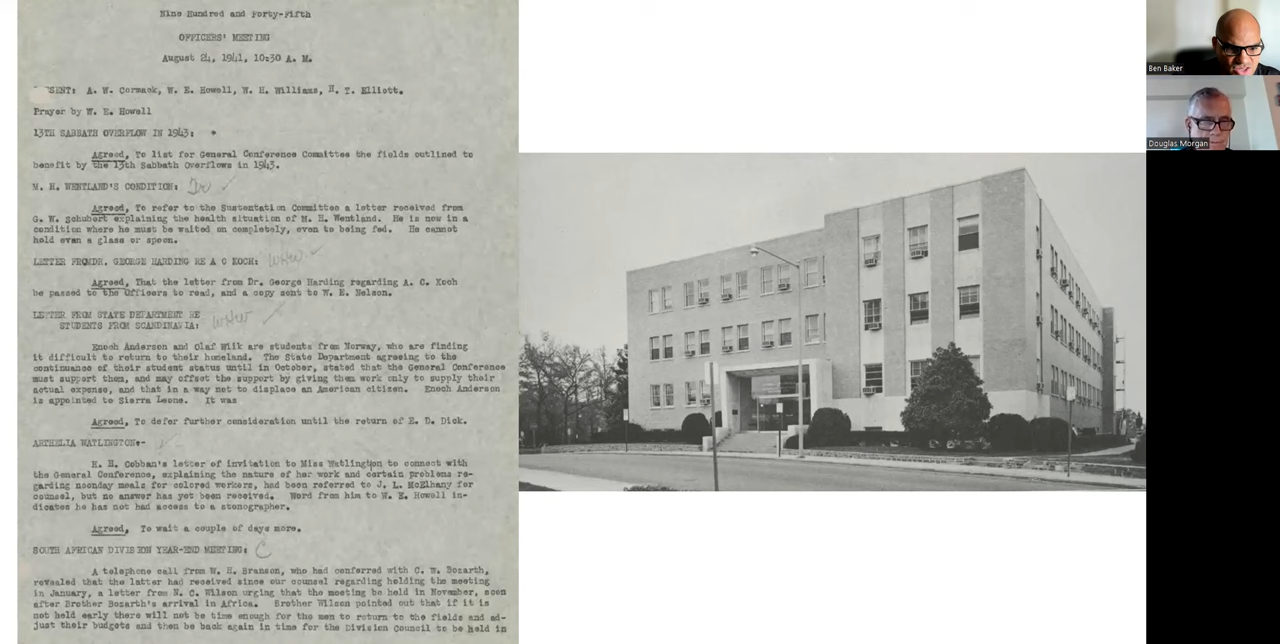 Nine Hundred and Forty-Fifth
OFFICERS' MEETING
August 24, 1941, 10:30 A. M.
SENT: A. W. Cormack, W. E. Howell, W. H. Williams, H. T. Elliott.
Prayer by W. E. Howell
13TH SABBATH OVERFLOW IN 1943:
Agreed, To list for General Conference Committee the fields outlined to
benefit by the 13th Sabbath Overflows in 1943.
M. H. WENTLAND'S CONDITION:
Agreed, To refer to the Sustentation Committee a letter received from
G. W. Schubert explaining the health situation of M. H. Wentland. He is now in a
condition where he must be waited on completely, even to being fed. He cannot
hold even a glass or spoon.
LETTER FROMDR. GEORGE HARDING RE A C KOCH: WHW
Agreed, That the letter from Dr. George Harding regarding A. C. Koch
be passed to the Officers to read, and a copy sent to W. E. Nelson.
LETTER FROM STATE DEPARTMENT RE
STUDENTS FROM SCANDINAVIA: WHW
Enoch Anderson and Olaf Wiik are students from Norway, who are finding
it difficult to return to their homeland. The State Department agreeing to the
continuance of their student status until in October, stated that the General Conference
must support them, and may offset the support by giving them work only to supply their
actual expense, and that in a way not to displace an American citizen. Enoch Anderson
is appointed to Sierra Leone. It was
Agreed, To defer further consideration until the return of E. D. Dick.
ARTHELIA WATLINGTON:-
H. H. Cobban's letter of invitation to Miss Watlington to connect with
the General Conference, explaining the nature of her work and certain problems re-
garding noonday meals for colored workers, had been referred to J. L. McElhany for
counsel, but no answer has yet been received. Word from him to W. E. Howell in-
dicates he has not had access to a stenographer.
Agreed, To wait a couple of days more.
SOUTH AFRICAN DIVISION YEAR-END MEETING: C
A telephone call from W. H. Branson, who had conferred with C. W. Bozarth,
revealed that the latter had received since our counsel regarding holding the meeting
in January, a letter from N. C. Wilson urging that the meeting be held in November, soon
after Brother Bozarth's arrival in Africa. Brother Wilson pointed out that if it is
not held early there will not be time enough for the men to return to the fields and ad-
just their budgets and then be back again in time for the Division Council to be held in
Ben Baker
Douglas Morgan